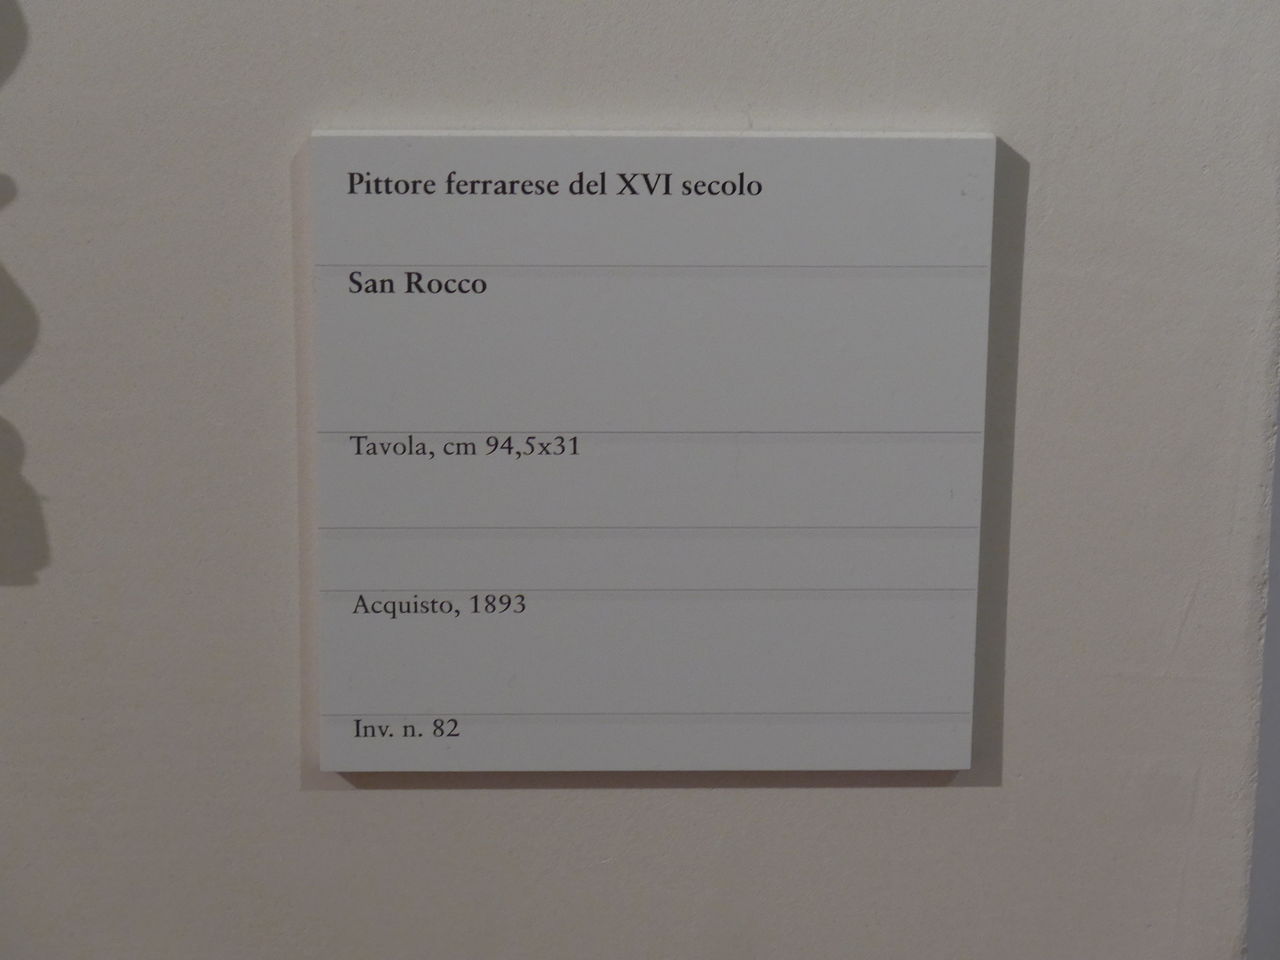 Pittore ferrarese del XVI secolo
San Rocco
Tavola, cm 94,5x31
Acquisto, 1893
Inv. n. 82